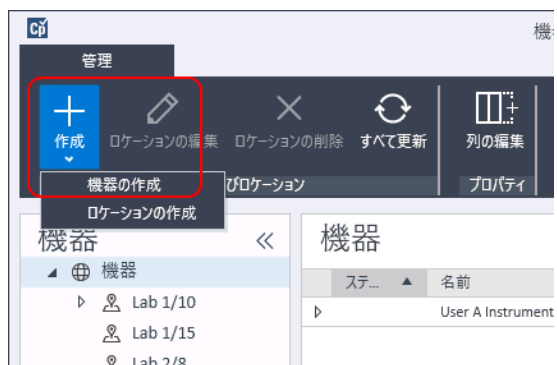 機
管理
作成 ロケーションの編集 ロケーションの削除 すべて更新 列の編集
機器の作成 びロケーション プロパティ
ロケーションの作成
機器 機器
機器 ステ... 名前
Lab 1/10 User A Instrument
Lab 1/15
Lab 2/8